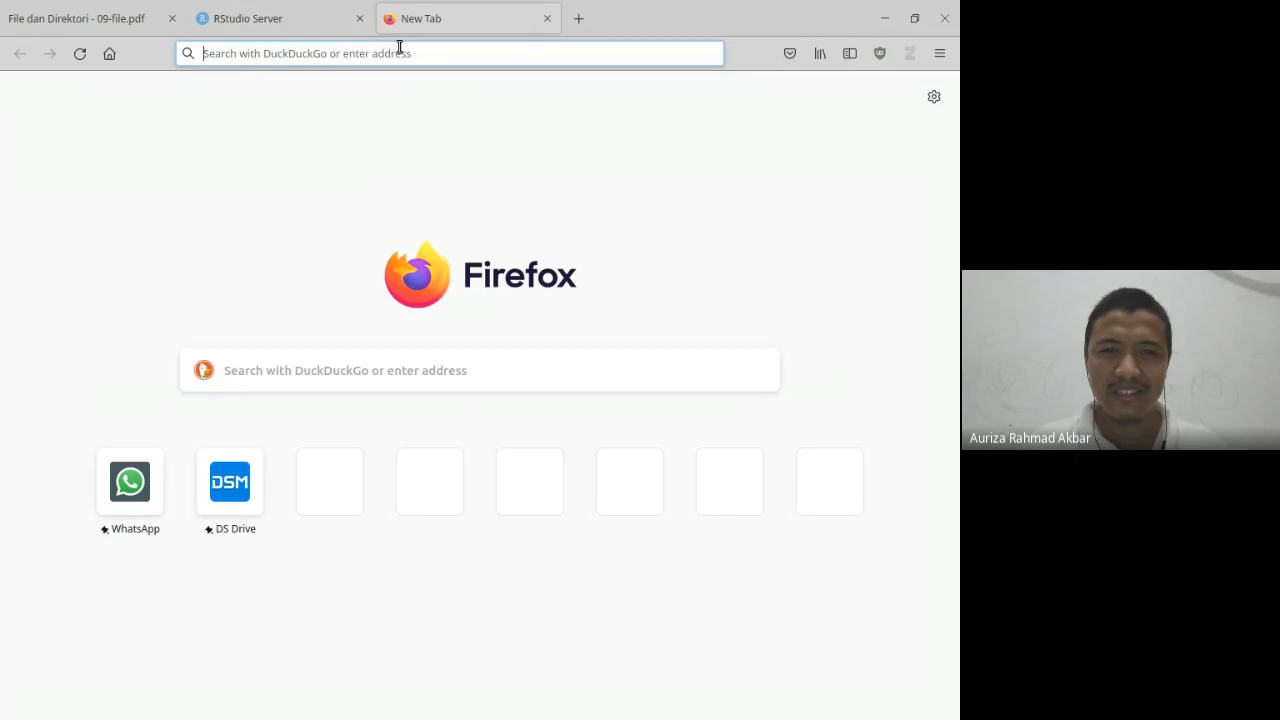 File dan Direktori - 09-file.pdf
RStudio Server
New Tab
Search with DuckDuckGo or enter address
Firefox
Search with DuckDuckGo or enter address
DSM
WhatsApp
DS Drive
Auriza Rahmad Akbar